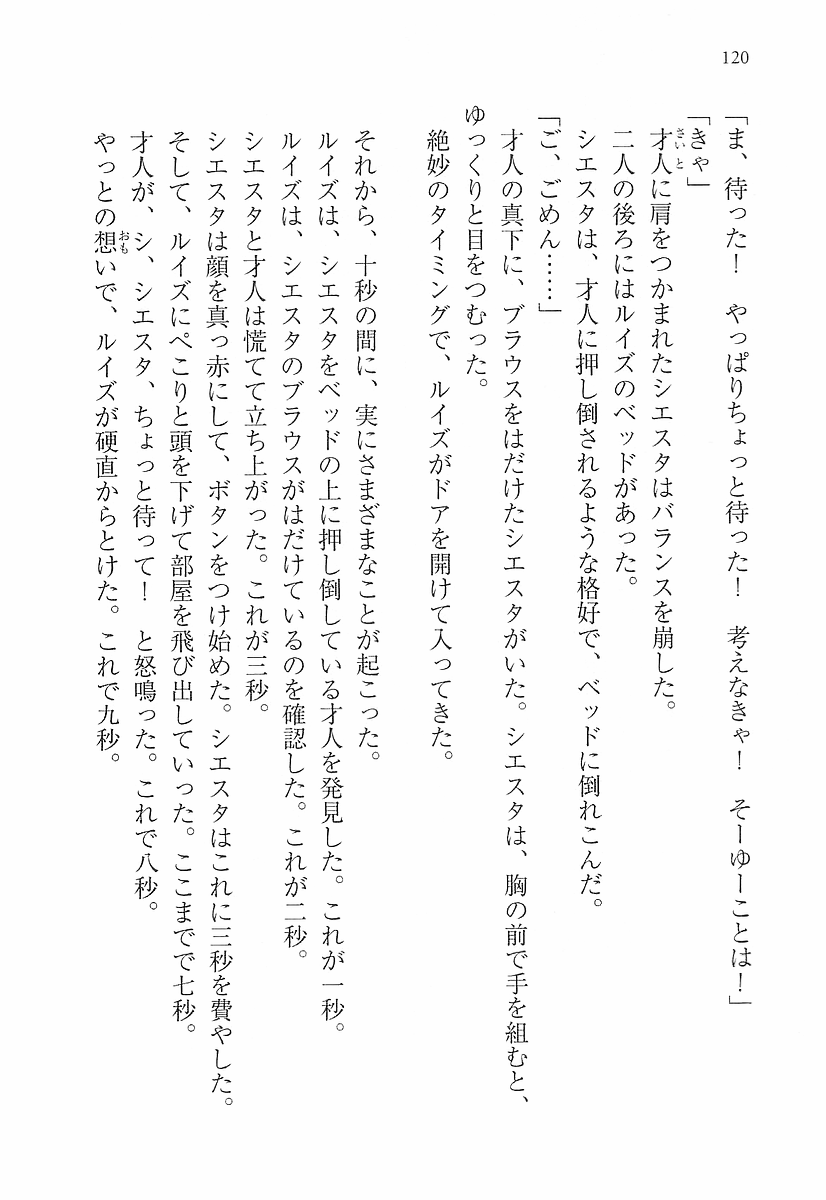 120
「ま、待った！　やっぱりちょっと待った！　考えなきゃ！　そーゆーことは！」
「きゃ」
才人に肩をつかまれたシエスタはバランスを崩した。
さいと
二人の後ろにはルイズのベッドがあった。
シエスタは、才人に押し倒されるような格好で、ベッドに倒れこんだ。
「ご、ごめん……」
才人の真下に、ブラウスをはだけたシエスタがいた。シエスタは、胸の前で手を組むと、
ゆっくりと目をつむった。
絶妙のタイミングで、ルイズがドアを開けて入ってきた。
それから、十秒の間に、実にさまざまなことが起こった。
ルイズは、シエスタをベッドの上に押し倒している才人を発見した。これが一秒。
ルイズは、シエスタのブラウスがはだけているのを確認した。これが二秒。
シエスタと才人は慌てて立ち上がった。これが三秒。
シエスタは顔を真っ赤にして、ボタンをつけ始めた。シエスタはこれに三秒を費やした。
そして、ルイズにぺこりと頭を下げて部屋を飛び出していった。ここまでで七秒。
才人が、シ、シエスタ、ちょっと待って！　と怒鳴った。これで八秒。
やっとの想いで、ルイズが硬直からとけた。これで九秒。
おも